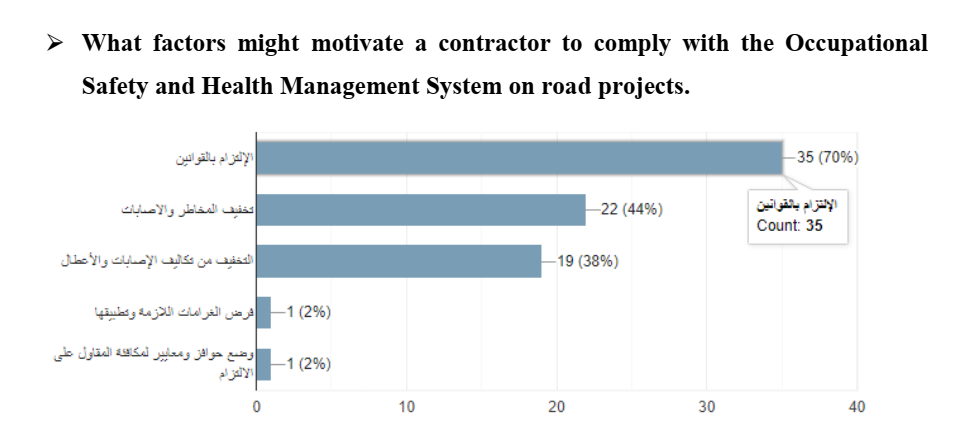 ➢ What factors might motivate a contractor to comply with the Occupational
Safety and Health Management System on road projects.
الإلتزام بالقوانين
35 (70%)
الإلتزام بالقوانين
Count: 35
تخفيف المخاطر والاصابات
22 (44%)
التخفيف من تكاليف الإصابات والأعطال
19 (38%)
فرض الغرامات اللازمة وتطبيقها
1 (2%)
وضع حوافز ومعايير لمكافئة المقاول على
الالتزام
1 (2%)
0 10 20 30 40